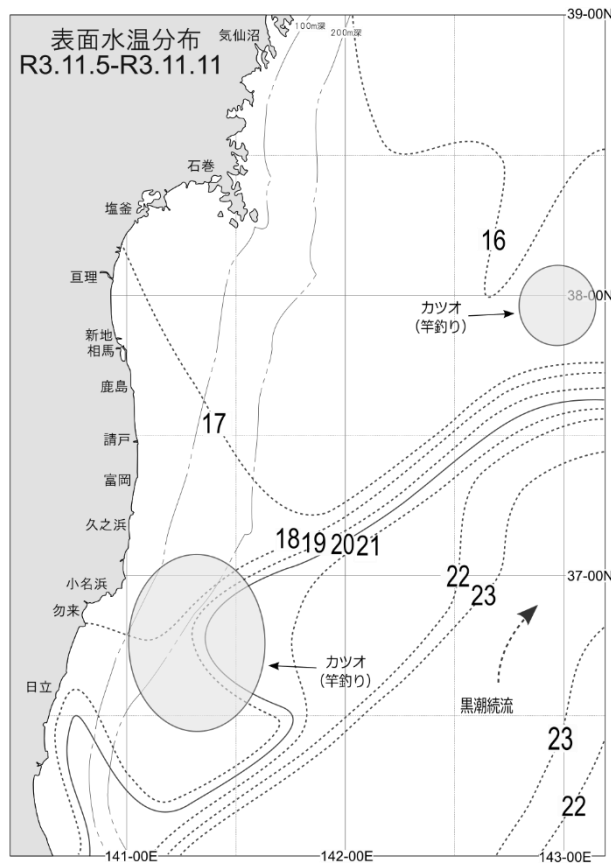 表面水温分布
R3.11.5-R3.11.11
気仙沼
100m深
200m深
39-00N
石巻
塩釜
16
亘理
38-00N
カツオ
(竿釣り)
新地
相馬
鹿島
17
請戸
富岡
久之浜
18
19
20
21
小名浜
37-00N
22
23
勿来
カツオ
(竿釣り)
日立
黒潮続流
23
22
141-00E
142-00E
143-00E